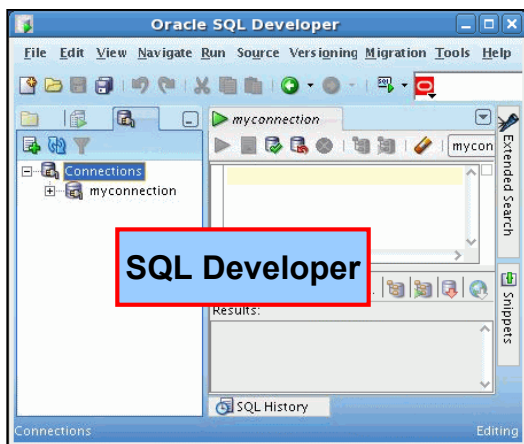 Oracle SQL Developer
File Edit View Navigate Run Source Versioning Migration Tools Help
SQL
myconnection
mycon
Connections
myconnection
Extended Search
SQL Developer
Snippets
Results:
SQL History
Connections
Editing